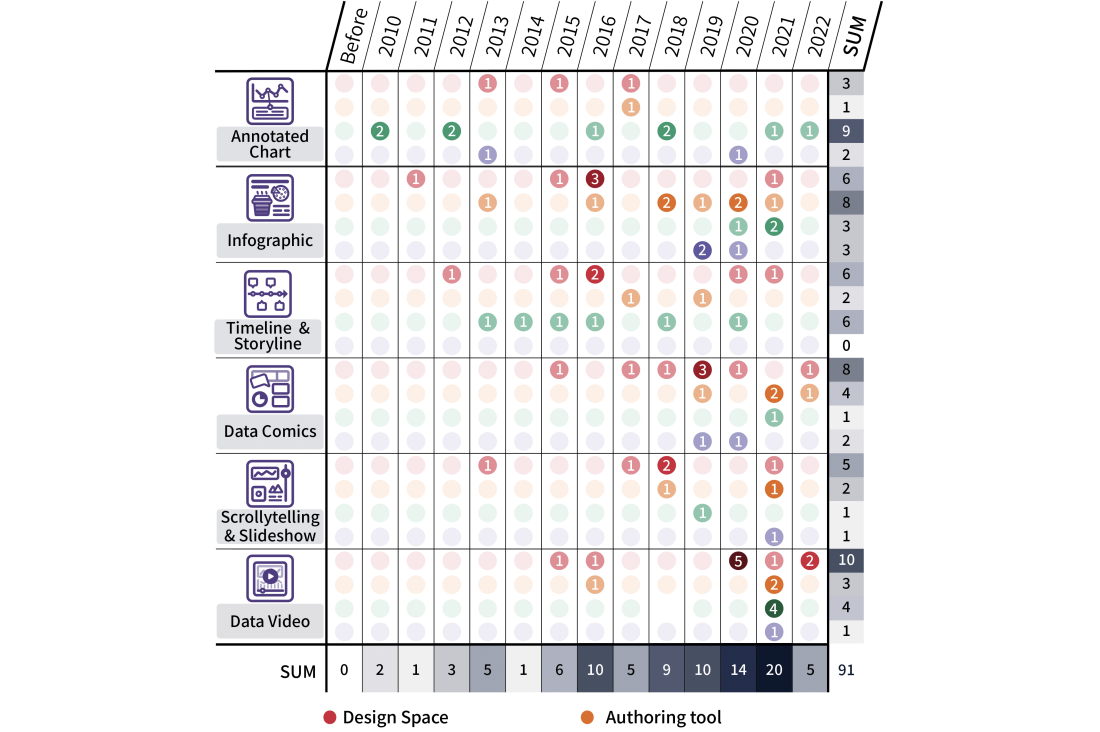 Before 2010 2011 2012 2013 2014 2015 2016 2017 2018 2019 2020 2021 2022 SUM
1 1 1 3
1 1
Annotated
Chart
2 2 1 2 1 1 9
1 1 2
1 1 3 1 6
1 1 2 1 2 1 8
Infographic
1 2 3
2 1 3
1 1 2 1 1 6
1 1 2
Timeline &
Storyline
1 1 1 1 1 1 6
0
1 1 1 3 1 1 8
1 2 1 4
Data Comics
1 1
1 1 2
1 1 2 1 5
1 1 2
Scrollytelling
& Slideshow
1 1
1 1
1 1 5 1 2 10
1 2 3
Data Video
4 4
1 1
SUM 0 2 1 3 5 1 6 10 5 9 10 14 20 5 91
Design Space Authoring tool